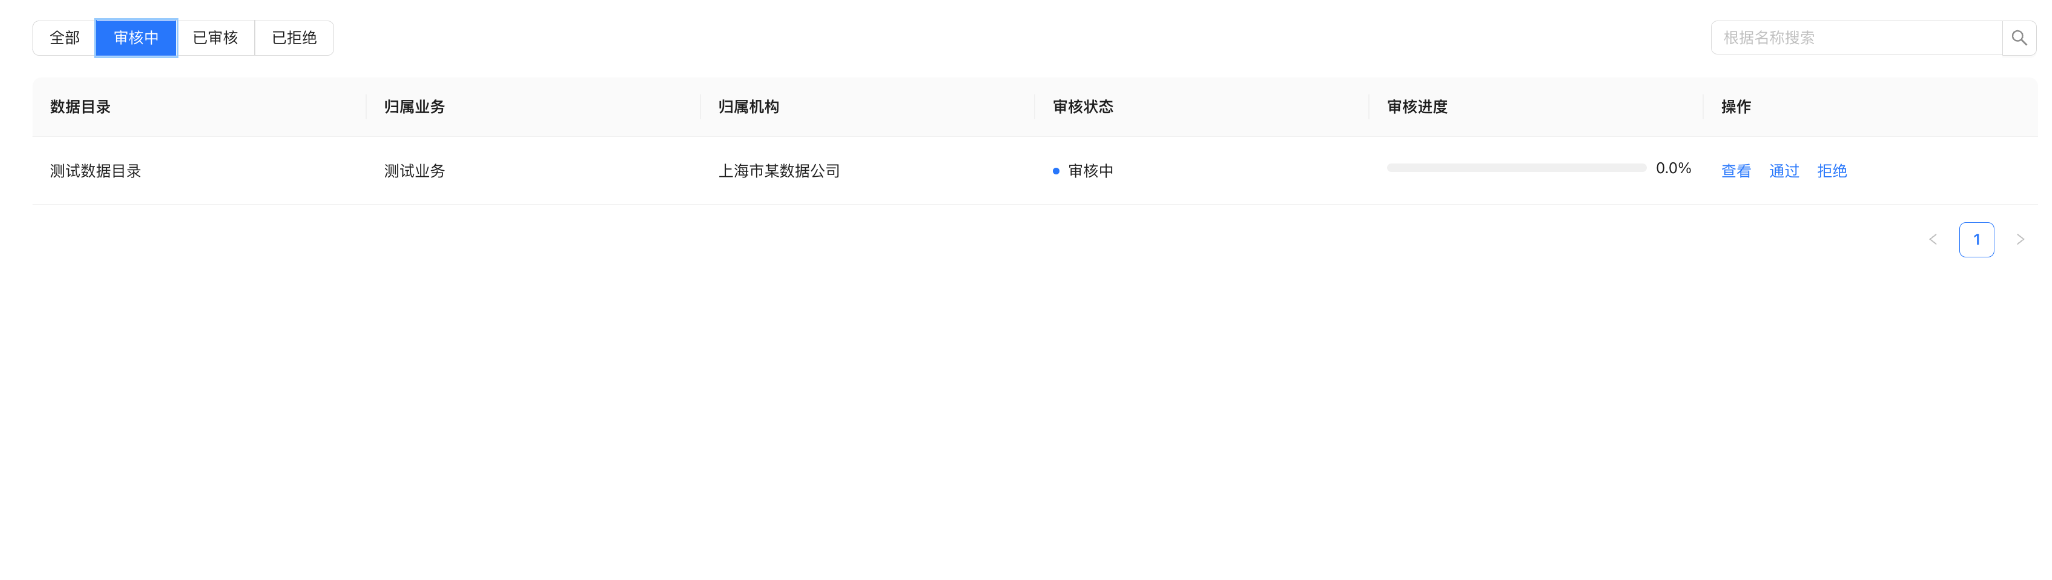 全部 审核中 已审核 已拒绝 根据名称搜索
数据目录 归属业务 归属机构 审核状态 审核进度 操作
测试数据目录 测试业务 上海市某数据公司 审核中 0.0% 查看 通过 拒绝
1